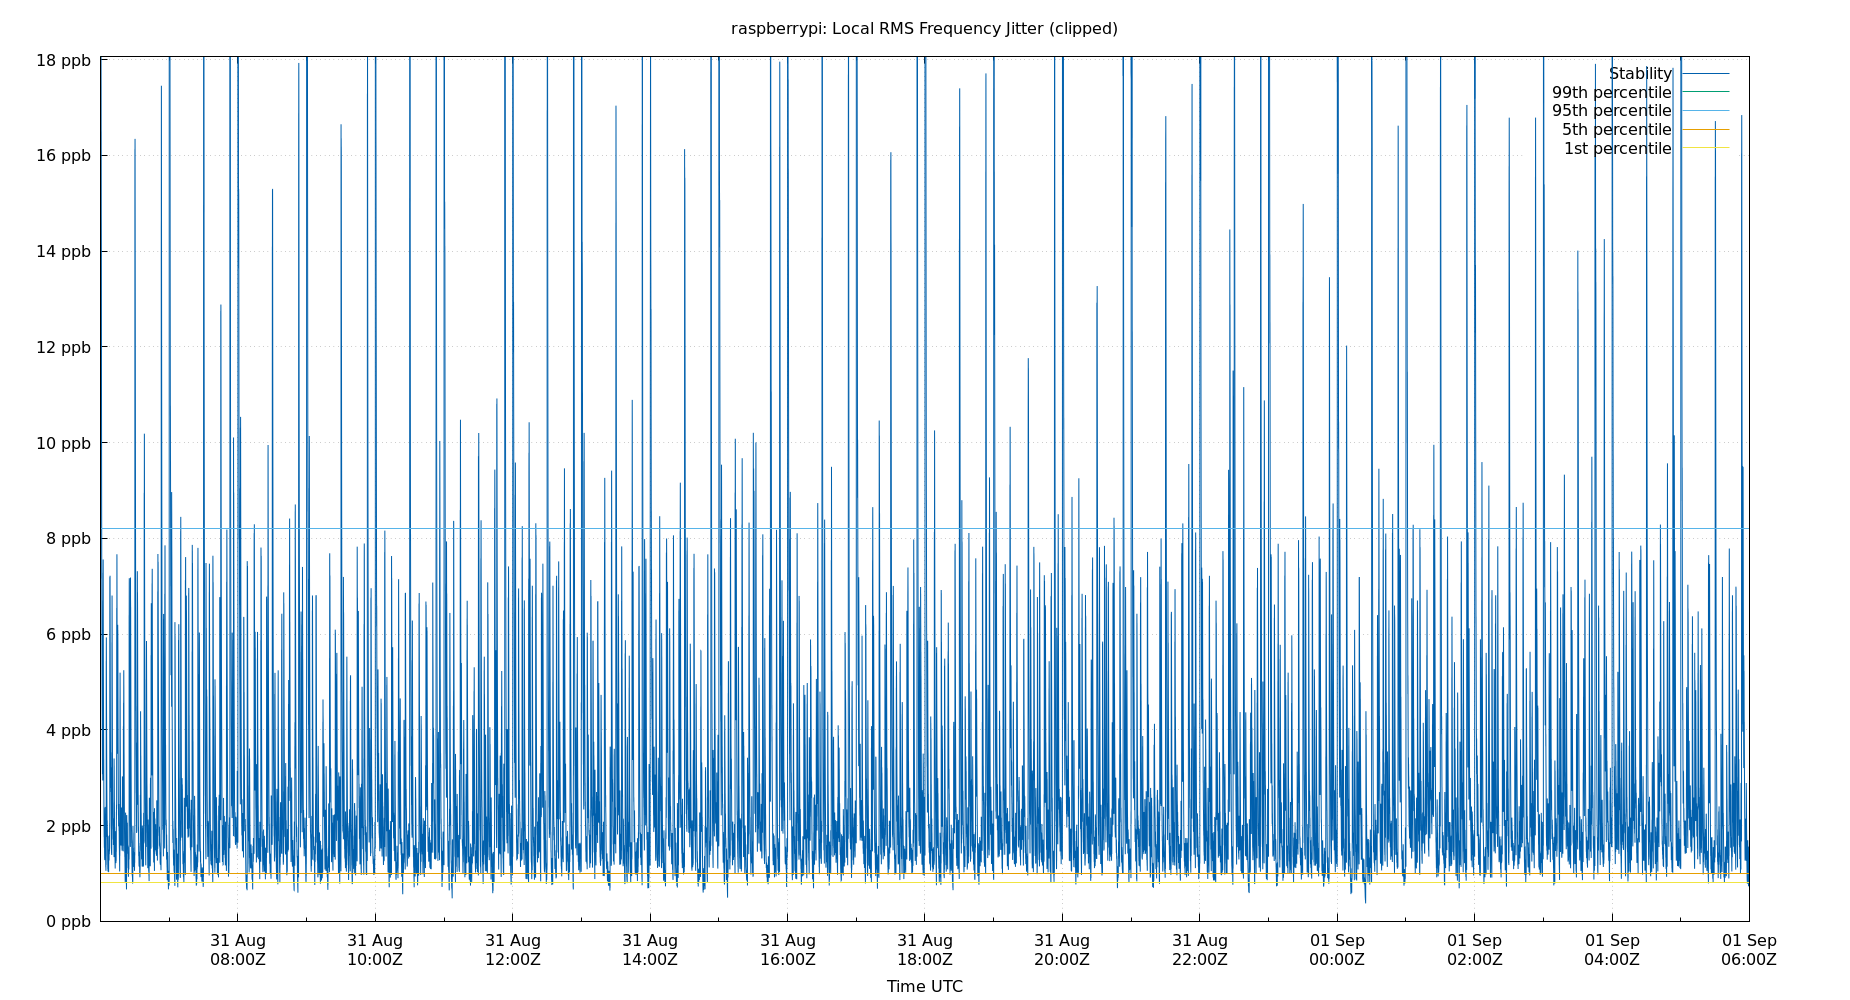 raspberrypi: Local RMS Frequency Jitter (clipped)
18 ppb
16 ppb
14 ppb
12 ppb
10 ppb
8 ppb
6 ppb
4 ppb
2 ppb
0 ppb
Stability
99th percentile
95th percentile
5th percentile
1st percentile
31 Aug 31 Aug 31 Aug 31 Aug 31 Aug 31 Aug 31 Aug 31 Aug 01 Sep 01 Sep 01 Sep 01 Sep
08:00Z 10:00Z 12:00Z 14:00Z 16:00Z 18:00Z 20:00Z 22:00Z 00:00Z 02:00Z 04:00Z 06:00Z
Time UTC